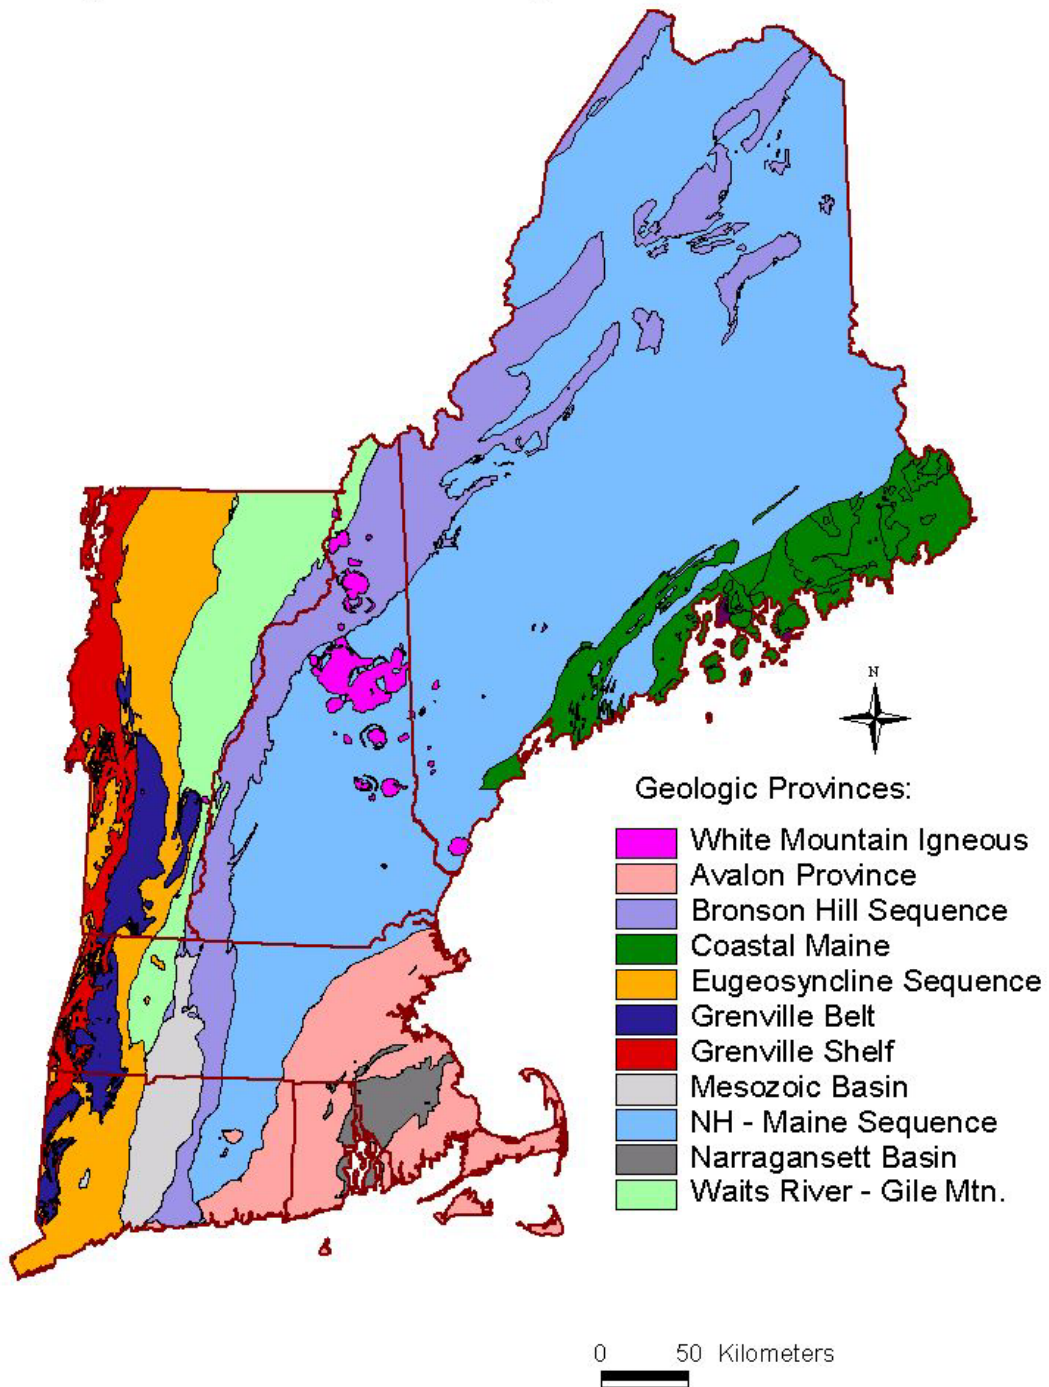 N
Geologic Provinces:
White Mountain Igneous
Avalon Province
Bronson Hill Sequence
Coastal Maine
Eugeosyncline Sequence
Grenville Belt
Grenville Shelf
Mesozoic Basin
NH - Maine Sequence
Narragansett Basin
Waits River - Gile Mtn.
0 50 Kilometers